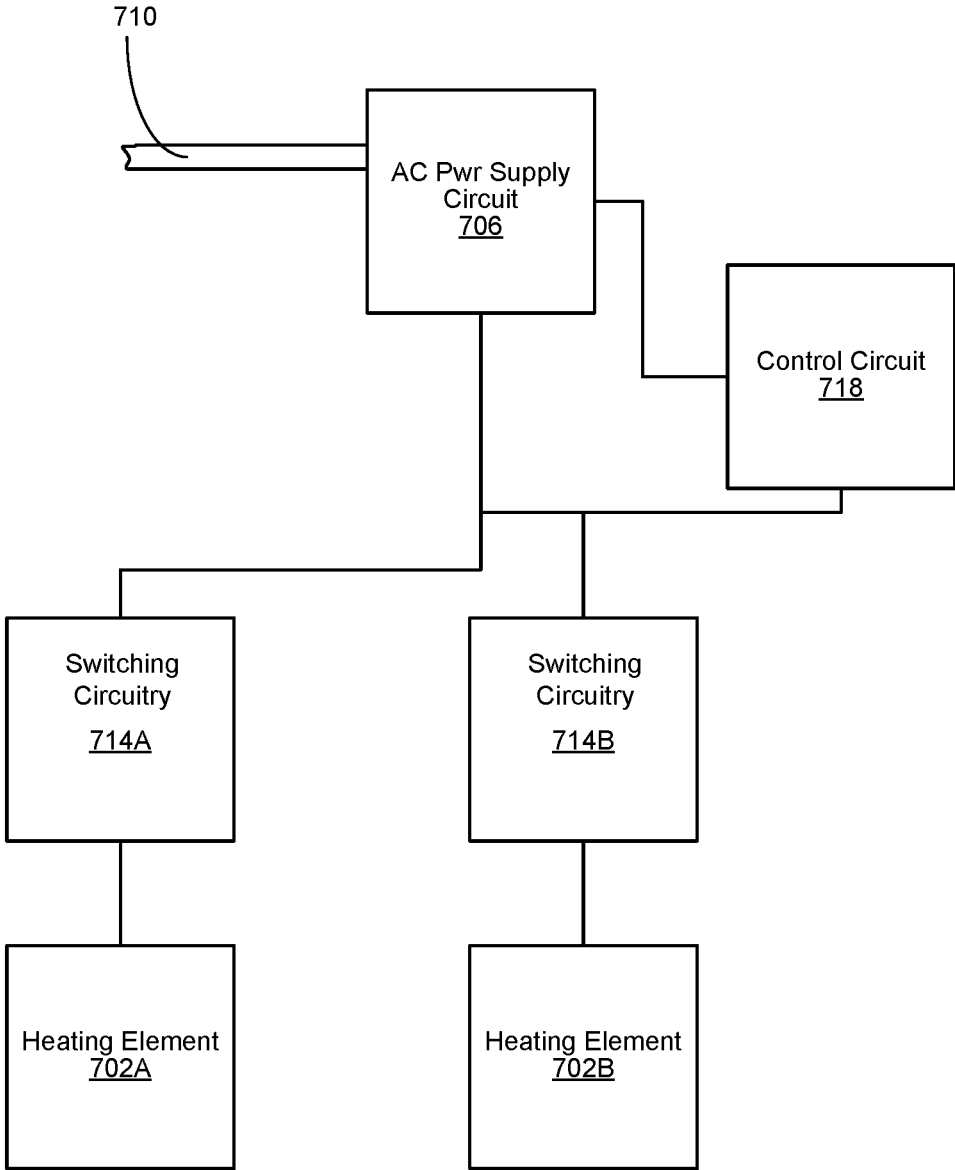 710
AC Pwr Supply
Circuit
706
Control Circuit
718
Switching
Circuitry
714A
Switching
Circuitry
714B
Heating Element
702A
Heating Element
702B